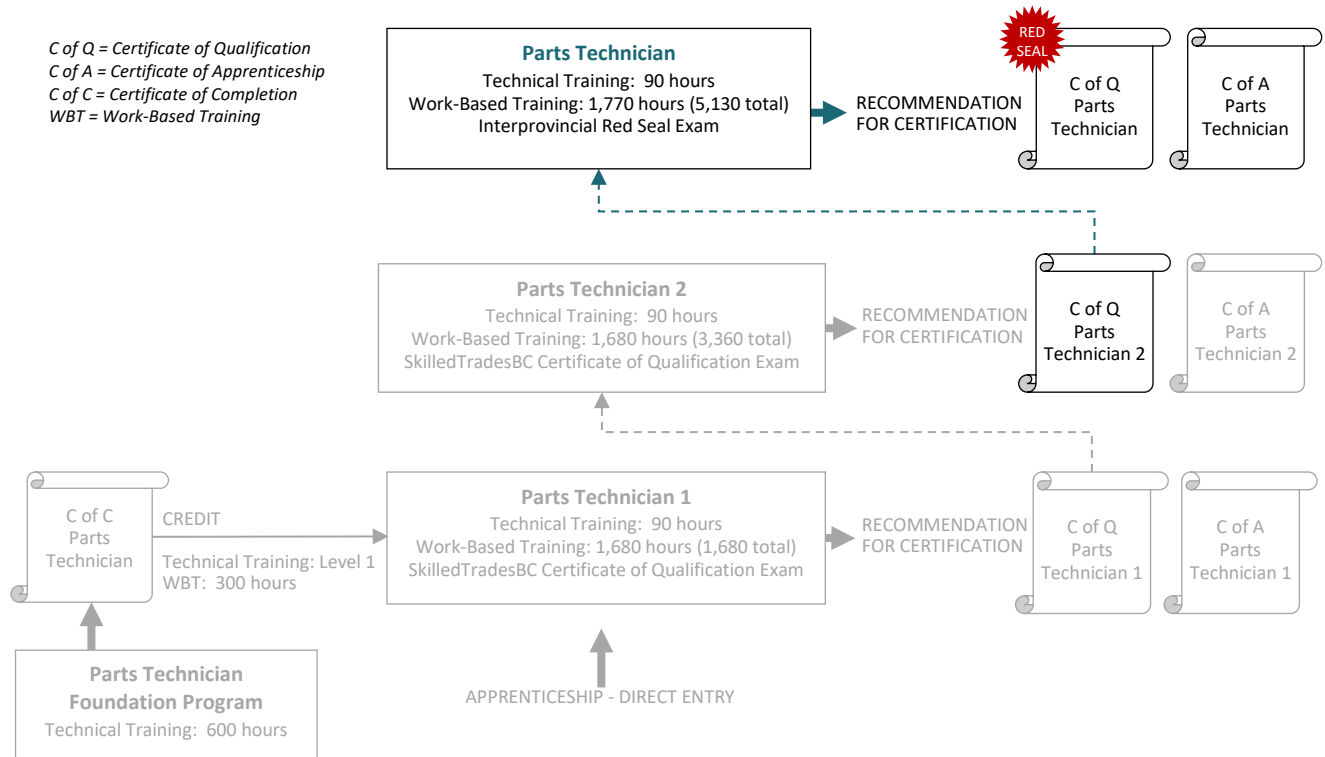 C of Q = Certificate of Qualification
C of A = Certificate of Apprenticeship
C of C = Certificate of Completion
WBT = Work-Based Training
Parts Technician
Technical Training: 90 hours
Work-Based Training: 1,770 hours (5,130 total)
Interprovincial Red Seal Exam
RECOMMENDATION
FOR CERTIFICATION
RED
SEAL
C of Q
Parts
Technician
C of A
Parts
Technician
Parts Technician 2
Technical Training: 90 hours
Work-Based Training: 1,680 hours (3,360 total)
SkilledTradesBC Certificate of Qualification Exam
RECOMMENDATION
FOR CERTIFICATION
C of Q
Parts
Technician 2
C of A
Parts
Technician 2
C of C
Parts
Technician
CREDIT
Technical Training: Level 1
WBT: 300 hours
Parts Technician 1
Technical Training: 90 hours
Work-Based Training: 1,680 hours (1,680 total)
SkilledTradesBC Certificate of Qualification Exam
RECOMMENDATION
FOR CERTIFICATION
C of Q
Parts
Technician 1
C of A
Parts
Technician 1
Parts Technician
Foundation Program
Technical Training: 600 hours
APPRENTICESHIP - DIRECT ENTRY